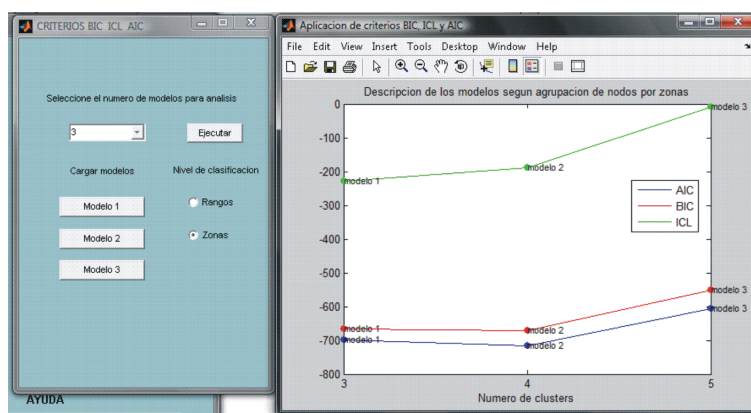 CRITERIOS BIC ICL AIC
Seleccione el numero de modelos para analisis
3
Ejecutar
Cargar modelos
Nivel de clasificacion
Modelo 1
Rangos
Modelo 2
Zonas
Modelo 3
AYUDA
Aplicacion de criterios BIC, ICL y AIC
File Edit View Insert Tools Desktop Window Help
Descripcion de los modelos segun agrupacion de nodos por zonas
0
-100
-200
-300
-400
-500
-600
-700
-800
modelo 1
modelo 2
modelo 3
AIC
BIC
ICL
modelo 1
modelo 2
modelo 3
modelo 1
modelo 2
modelo 3
3
4
5
Numero de clusters